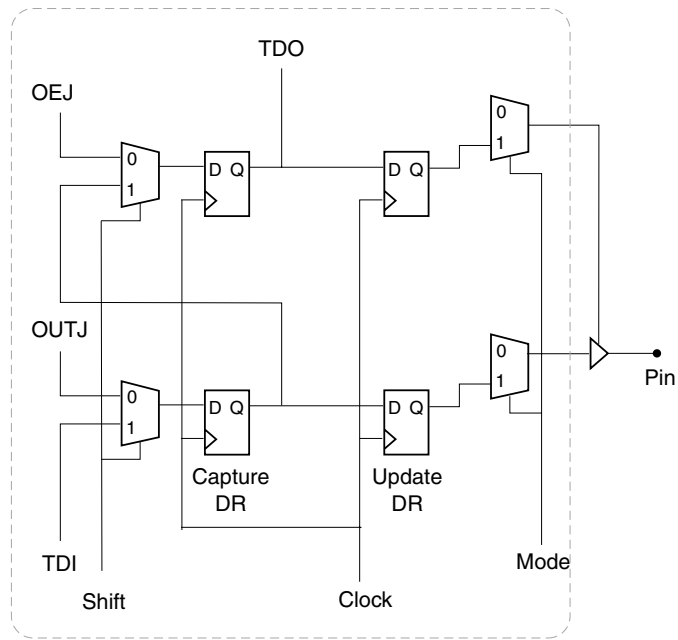 TDO
OEJ
0
1
0
1
D Q
D Q
OUTJ
0
1
0
1
D Q
D Q
Pin
Capture
DR
Update
DR
TDI
Mode
Shift
Clock